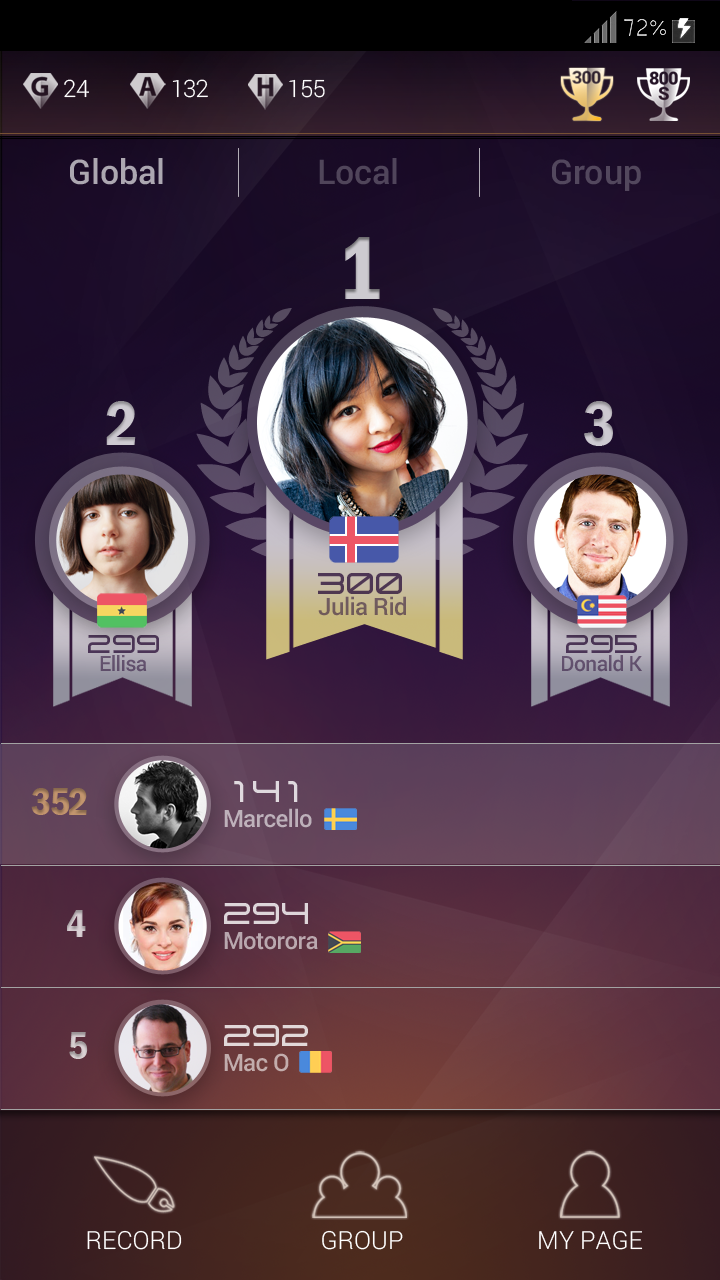 72%
G 24 A 132 H 155 300 800 S
Global Local Group
1
2
3
300
Julia Rid
299
Ellisa
295
Donald K
352
141
Marcello
4
294
Motorora
5
292
Mac O
RECORD GROUP MY PAGE